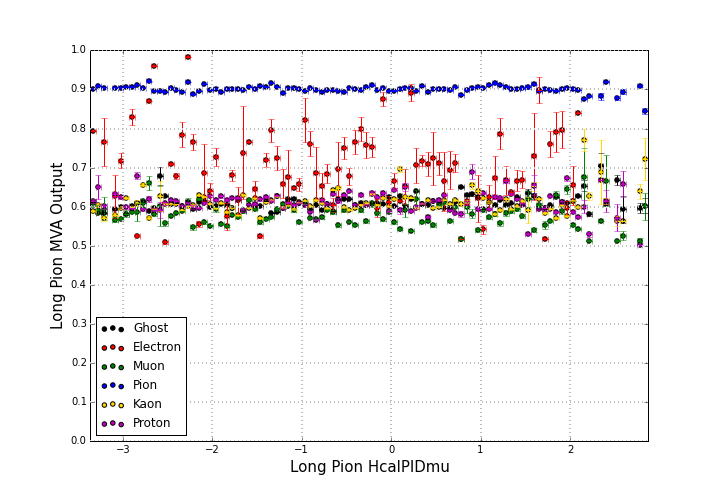 1.0
0.9
0.8
0.7
0.6
0.5
0.4
0.3
0.2
0.1
0.0
Long Pion MVA Output
Ghost
Electron
Muon
Pion
Kaon
Proton
−3 −2 −1 0 1 2
Long Pion HcalPIDmu